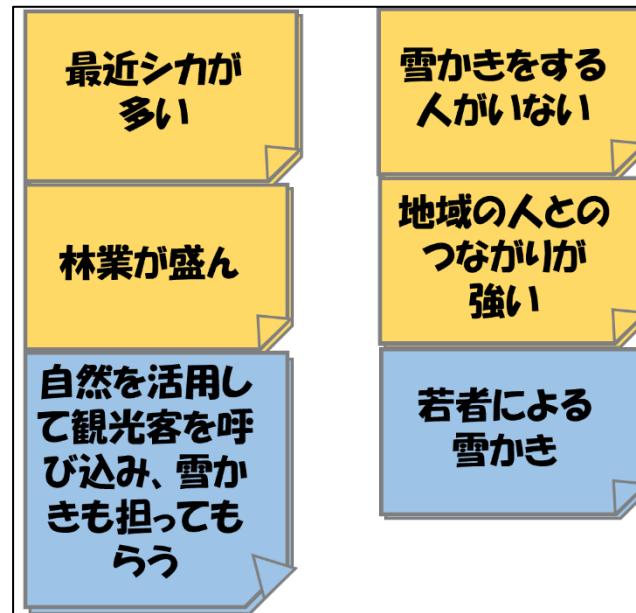 最近シカが
多い
林業が盛ん
自然を活用し
て観光客を呼
び込み、雪か
きも担っても
らう
雪かきをする
人がいない
地域の人との
つながりが
強い
若者による
雪かき